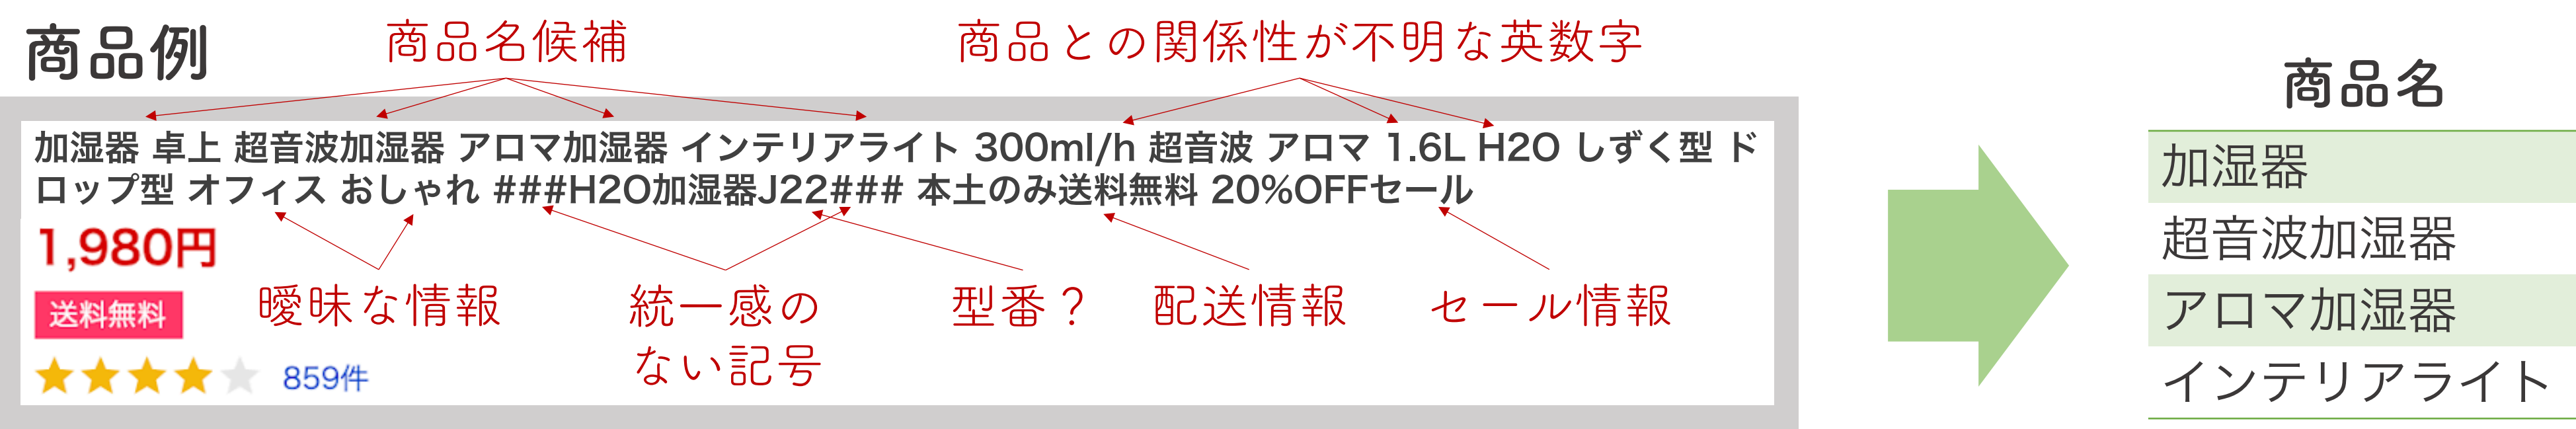 商品例
商品名候補
商品との関係性が不明な英数字
加湿器 卓上 超音波加湿器 アロマ加湿器 インテリアライト 300ml/h 超音波 アロマ 1.6L H2O しずく型 ド
ロップ型 オフィス おしゃれ ###H2O加湿器J22### 本土のみ送料無料 20%OFFセール
1,980円
送料無料
859件
曖昧な情報
統一感の
ない記号
型番？
配送情報
セール情報
商品名
加湿器
超音波加湿器
アロマ加湿器
インテリアライト